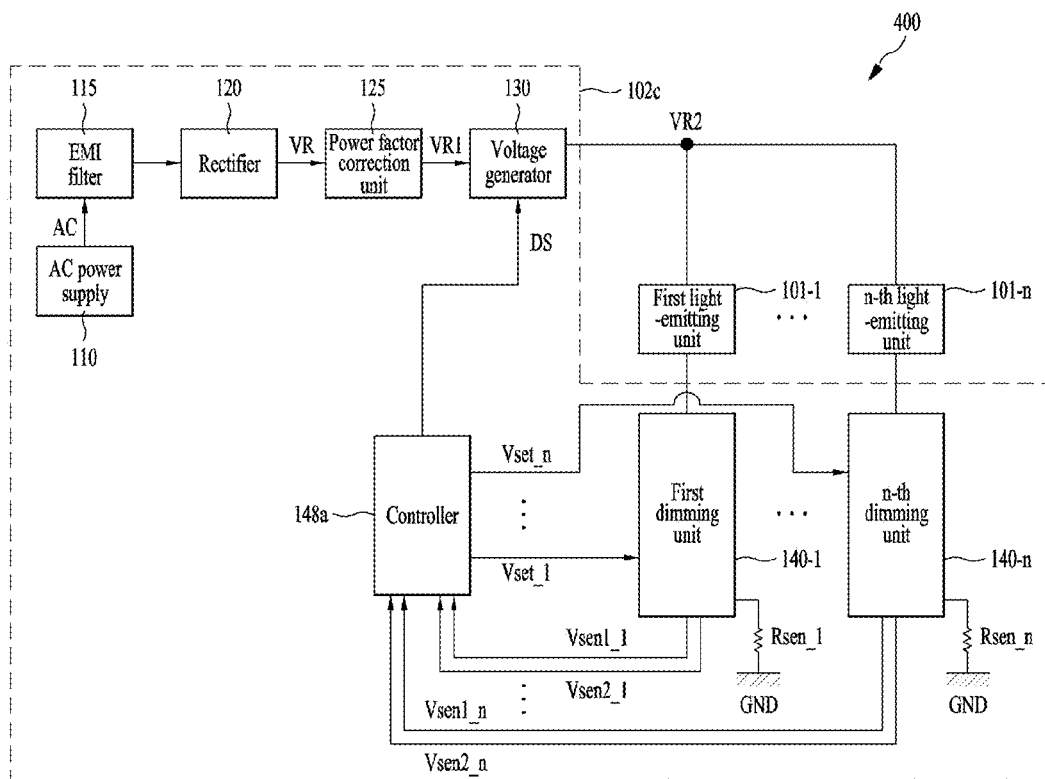 400
115
120
125
130
102c
EMI
filter
Rectifier
VR
Power factor
correction
unit
VR1
Voltage
generator
VR2
AC
DS
AC power
supply
110
First light
-emitting
unit
101-1
n-th light
-emitting
unit
101-n
148a
Controller
Vset_n
Vset_1
First
dimming
unit
140-1
n-th
dimming
unit
140-n
Vsen1_1
Vsen2_1
Rsen_1
Rsen_n
GND
GND
Vsen1_n
Vsen2_n